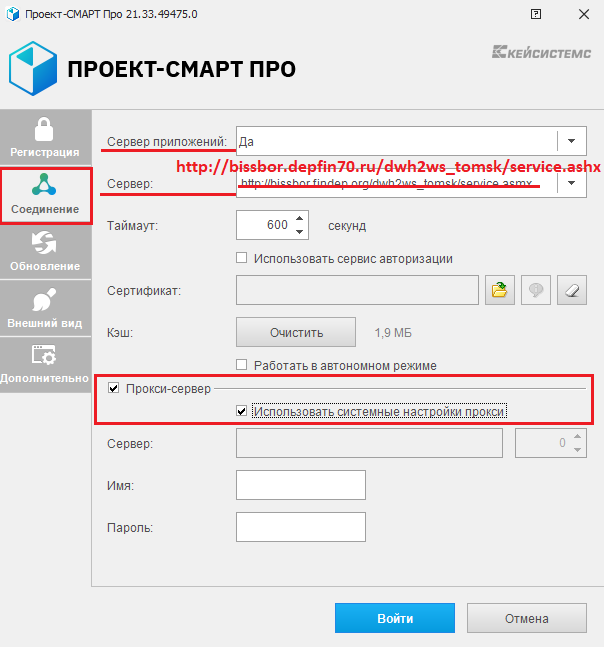 Проект-СМАРТ Про 21.33.49475.0
ПРОЕКТ-СМАРТ ПРО
КЕЙСИСТЕМС
Регистрация
Соединение
Обновление
Внешний вид
Дополнительно
Сервер приложений: Да
http://bissbor.depfin70.ru/dwh2ws_tomsk/service.ashx
Сервер: http://bissbor.findep.org/dwh2ws_tomsk/service.asmx
Таймаут: 600 секунд
Использовать сервис авторизации
Сертификат:
Кэш: Очистить 1,9 МБ
Работать в автономном режиме
Прокси-сервер
Использовать системные настройки прокси
Сервер: 0
Имя:
Пароль:
Войти Отмена